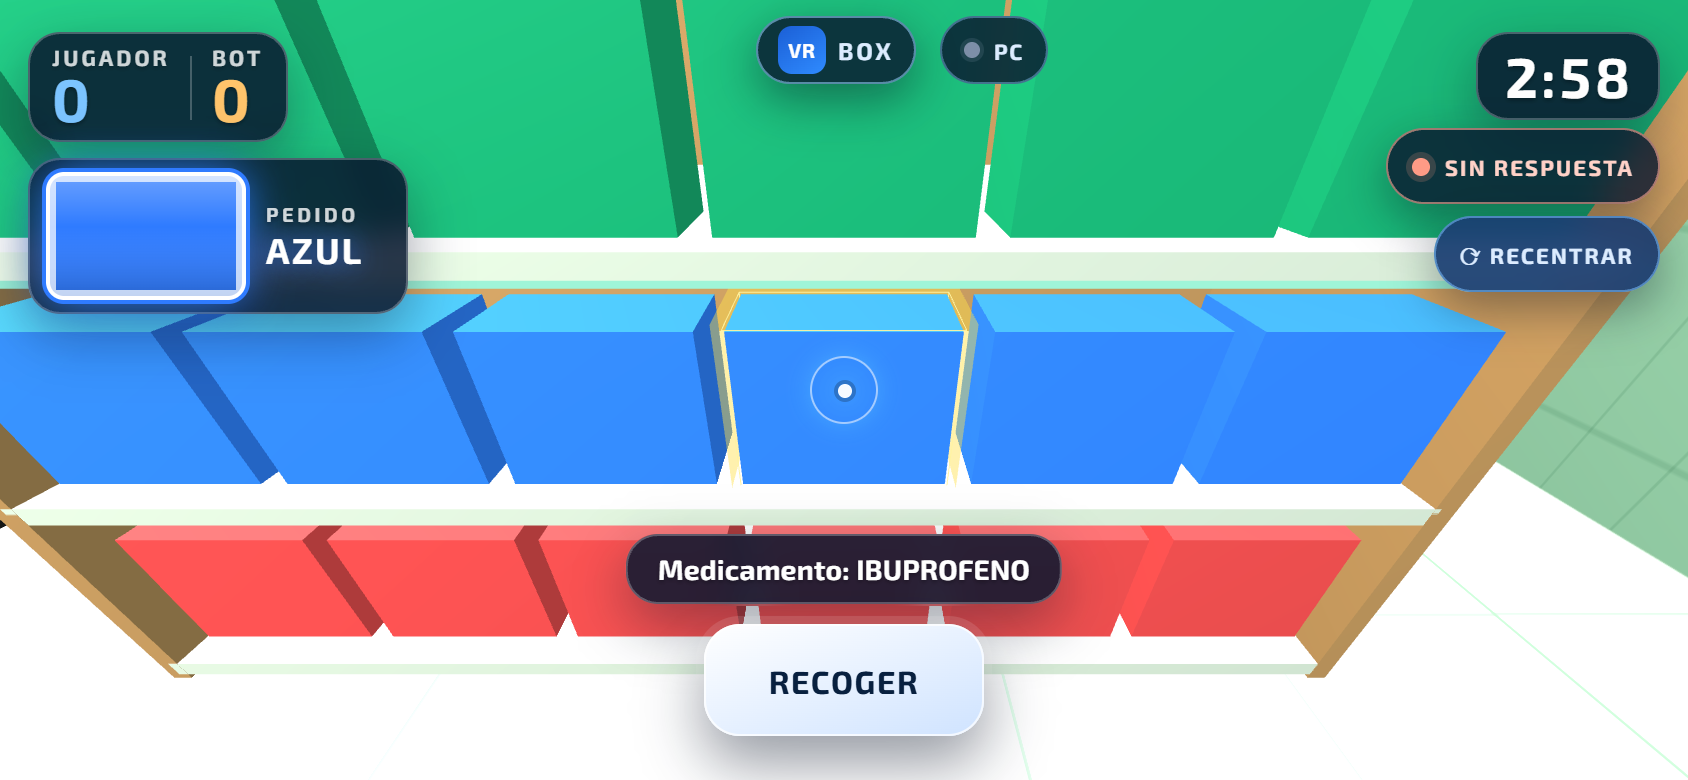 JUGADOR BOT
0 0
VR BOX
PC
2:58
SIN RESPUESTA
PEDIDO
AZUL
RECENTRAR
Medicamento: IBUPROFENO
RECOGER